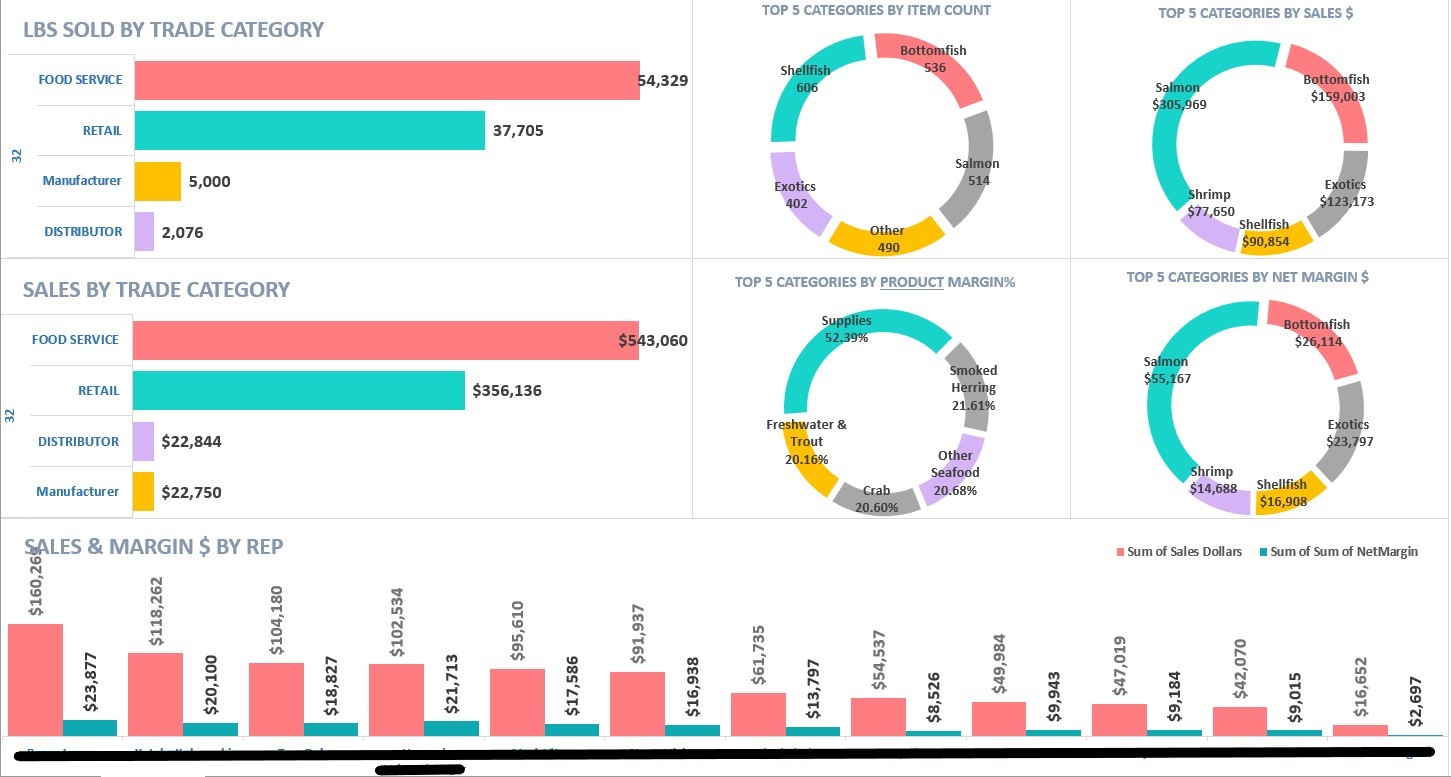 LBS SOLD BY TRADE CATEGORY
32
FOOD SERVICE 54,329
RETAIL 37,705
Manufacturer 5,000
DISTRIBUTOR 2,076
TOP 5 CATEGORIES BY ITEM COUNT
Bottomfish
536
Salmon
514
Other
490
Exotics
402
Shellfish
606
TOP 5 CATEGORIES BY SALES $
Bottomfish
$159,003
Exotics
$123,173
Shellfish
$90,854
Shrimp
$77,650
Salmon
$305,969
SALES BY TRADE CATEGORY
32
FOOD SERVICE $543,060
RETAIL $356,136
DISTRIBUTOR $22,844
Manufacturer $22,750
TOP 5 CATEGORIES BY PRODUCT MARGIN%
Supplies
52.39%
Smoked
Herring
21.61%
Other
Seafood
20.68%
Crab
20.60%
Freshwater &
Trout
20.16%
TOP 5 CATEGORIES BY NET MARGIN $
Bottomfish
$26,114
Exotics
$23,797
Shellfish
$16,908
Shrimp
$14,688
Salmon
$55,167
SALES & MARGIN $ BY REP
Sum of Sales Dollars Sum of Sum of NetMargin
$160,269
$23,877
$118,262
$20,100
$104,180
$18,827
$102,534
$21,713
$95,610
$17,586
$91,937
$16,938
$61,735
$13,797
$54,537
$8,526
$49,984
$9,943
$47,019
$9,184
$42,070
$9,015
$16,652
$2,697